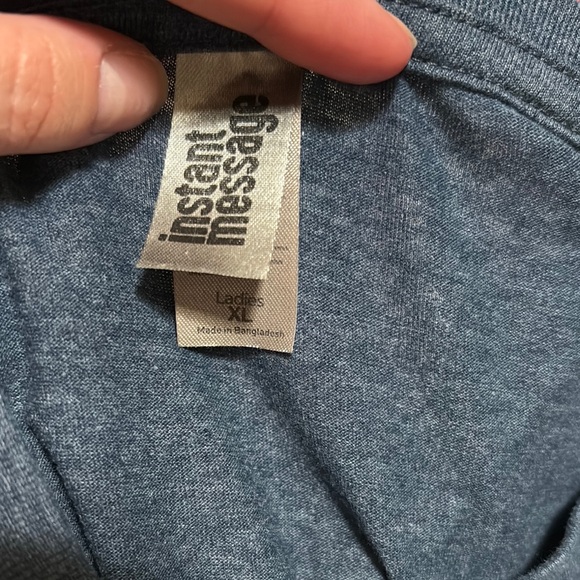 instant
message
Ladies
XL
Made in Bangladesh